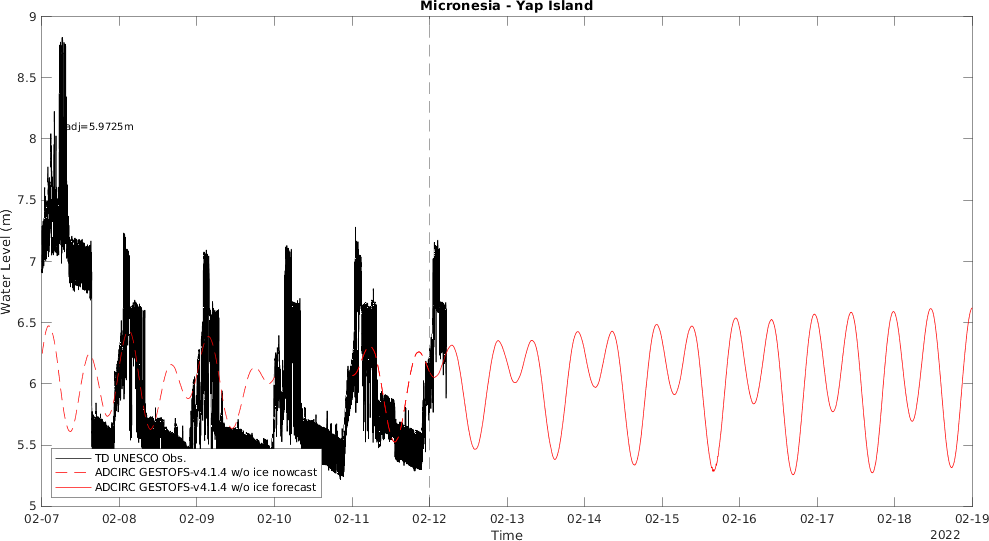 Micronesia - Yap Island
9
8.5
8
7.5
7
6.5
6
5.5
5
Water Level (m)
adj=5.9725m
TD UNESCO Obs.
ADCIRC GESTOFS-v4.1.4 w/o ice nowcast
ADCIRC GESTOFS-v4.1.4 w/o ice forecast
02-07 02-08 02-09 02-10 02-11 02-12 02-13 02-14 02-15 02-16 02-17 02-18 02-19
Time
2022